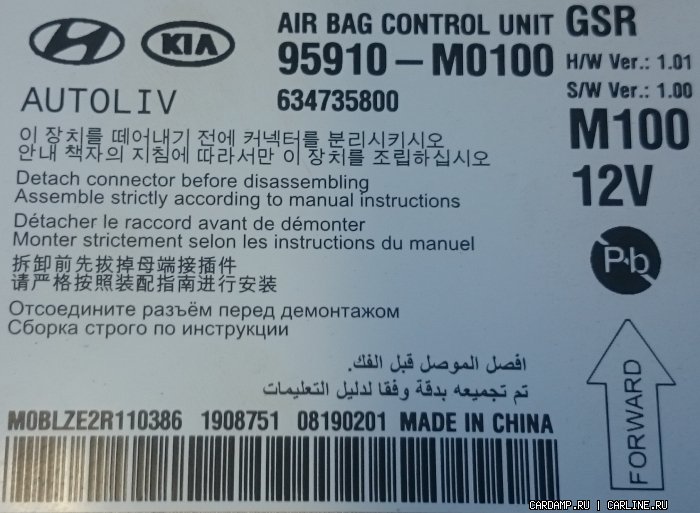 KIA
AIR BAG CONTROL UNIT GSR
95910-M0100 H/W Ver.: 1.01
AUTOLIV 634735800 S/W Ver.: 1.00
M100
12V
이 장치를 떼어내기 전에 커넥터를 분리시키시오
안내 책자의 지침에 따라서만 이 장치를 조립하십시오
Detach connector before disassembling
Assemble strictly according to manual instructions
Détacher le raccord avant de démonter
Monter strictement selon les instructions du manuel
Pb
拆卸前先拔掉母端接插件
请严格按照装配指南进行安装
Отсоедините разъём перед демонтажом
Сборка строго по инструкции
افصل الموصل قبل الفك.
تم تجميعه بدقة وفقا لدليل التعليمات
FORWARD
M0BLZE2R110386 1908751 08190201 MADE IN CHINA
CARDAMP.RU | CARLINE.RU